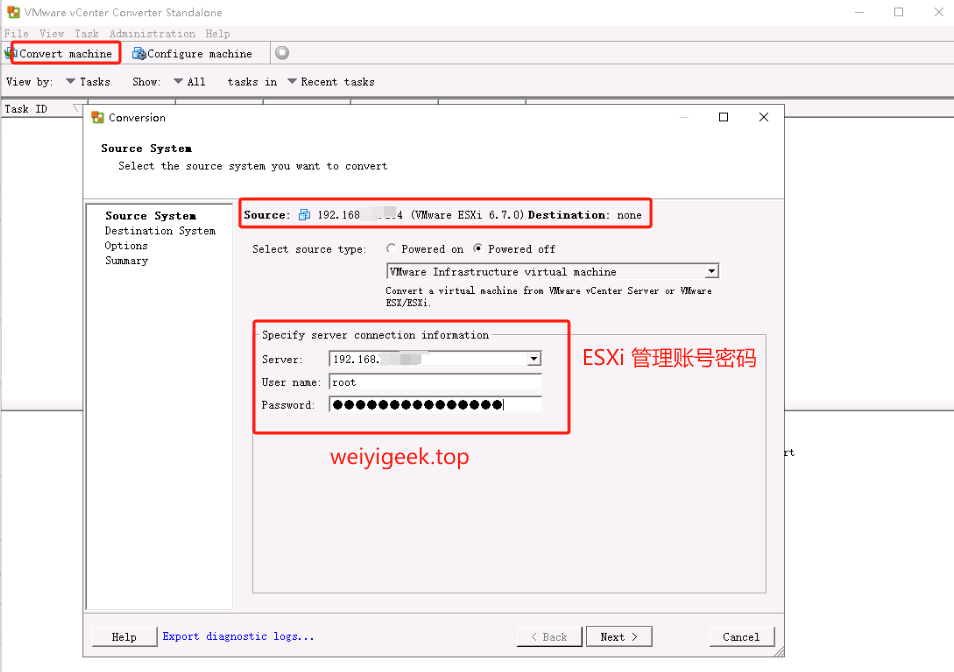 VMware vCenter Converter Standalone
File View Task Administration Help
Convert machine Configure machine
View by: Tasks Show: All tasks in Recent tasks
Task ID
Conversion
Source System
Select the source system you want to convert
Source System
Destination System
Options
Summary
Source: 192.168 4 (VMware ESXi 6.7.0) Destination: none
Select source type: Powered on Powered off
VMware Infrastructure virtual machine
Convert a virtual machine from VMware vCenter Server or VMware
ESX/ESXi.
Specify server connection information
Server: 192.168.
User name: root
Password: ●●●●●●●●●●●●●●●
ESXi 管理账号密码
weiyigeek.top
rt
Help Export diagnostic logs... < Back Next > Cancel